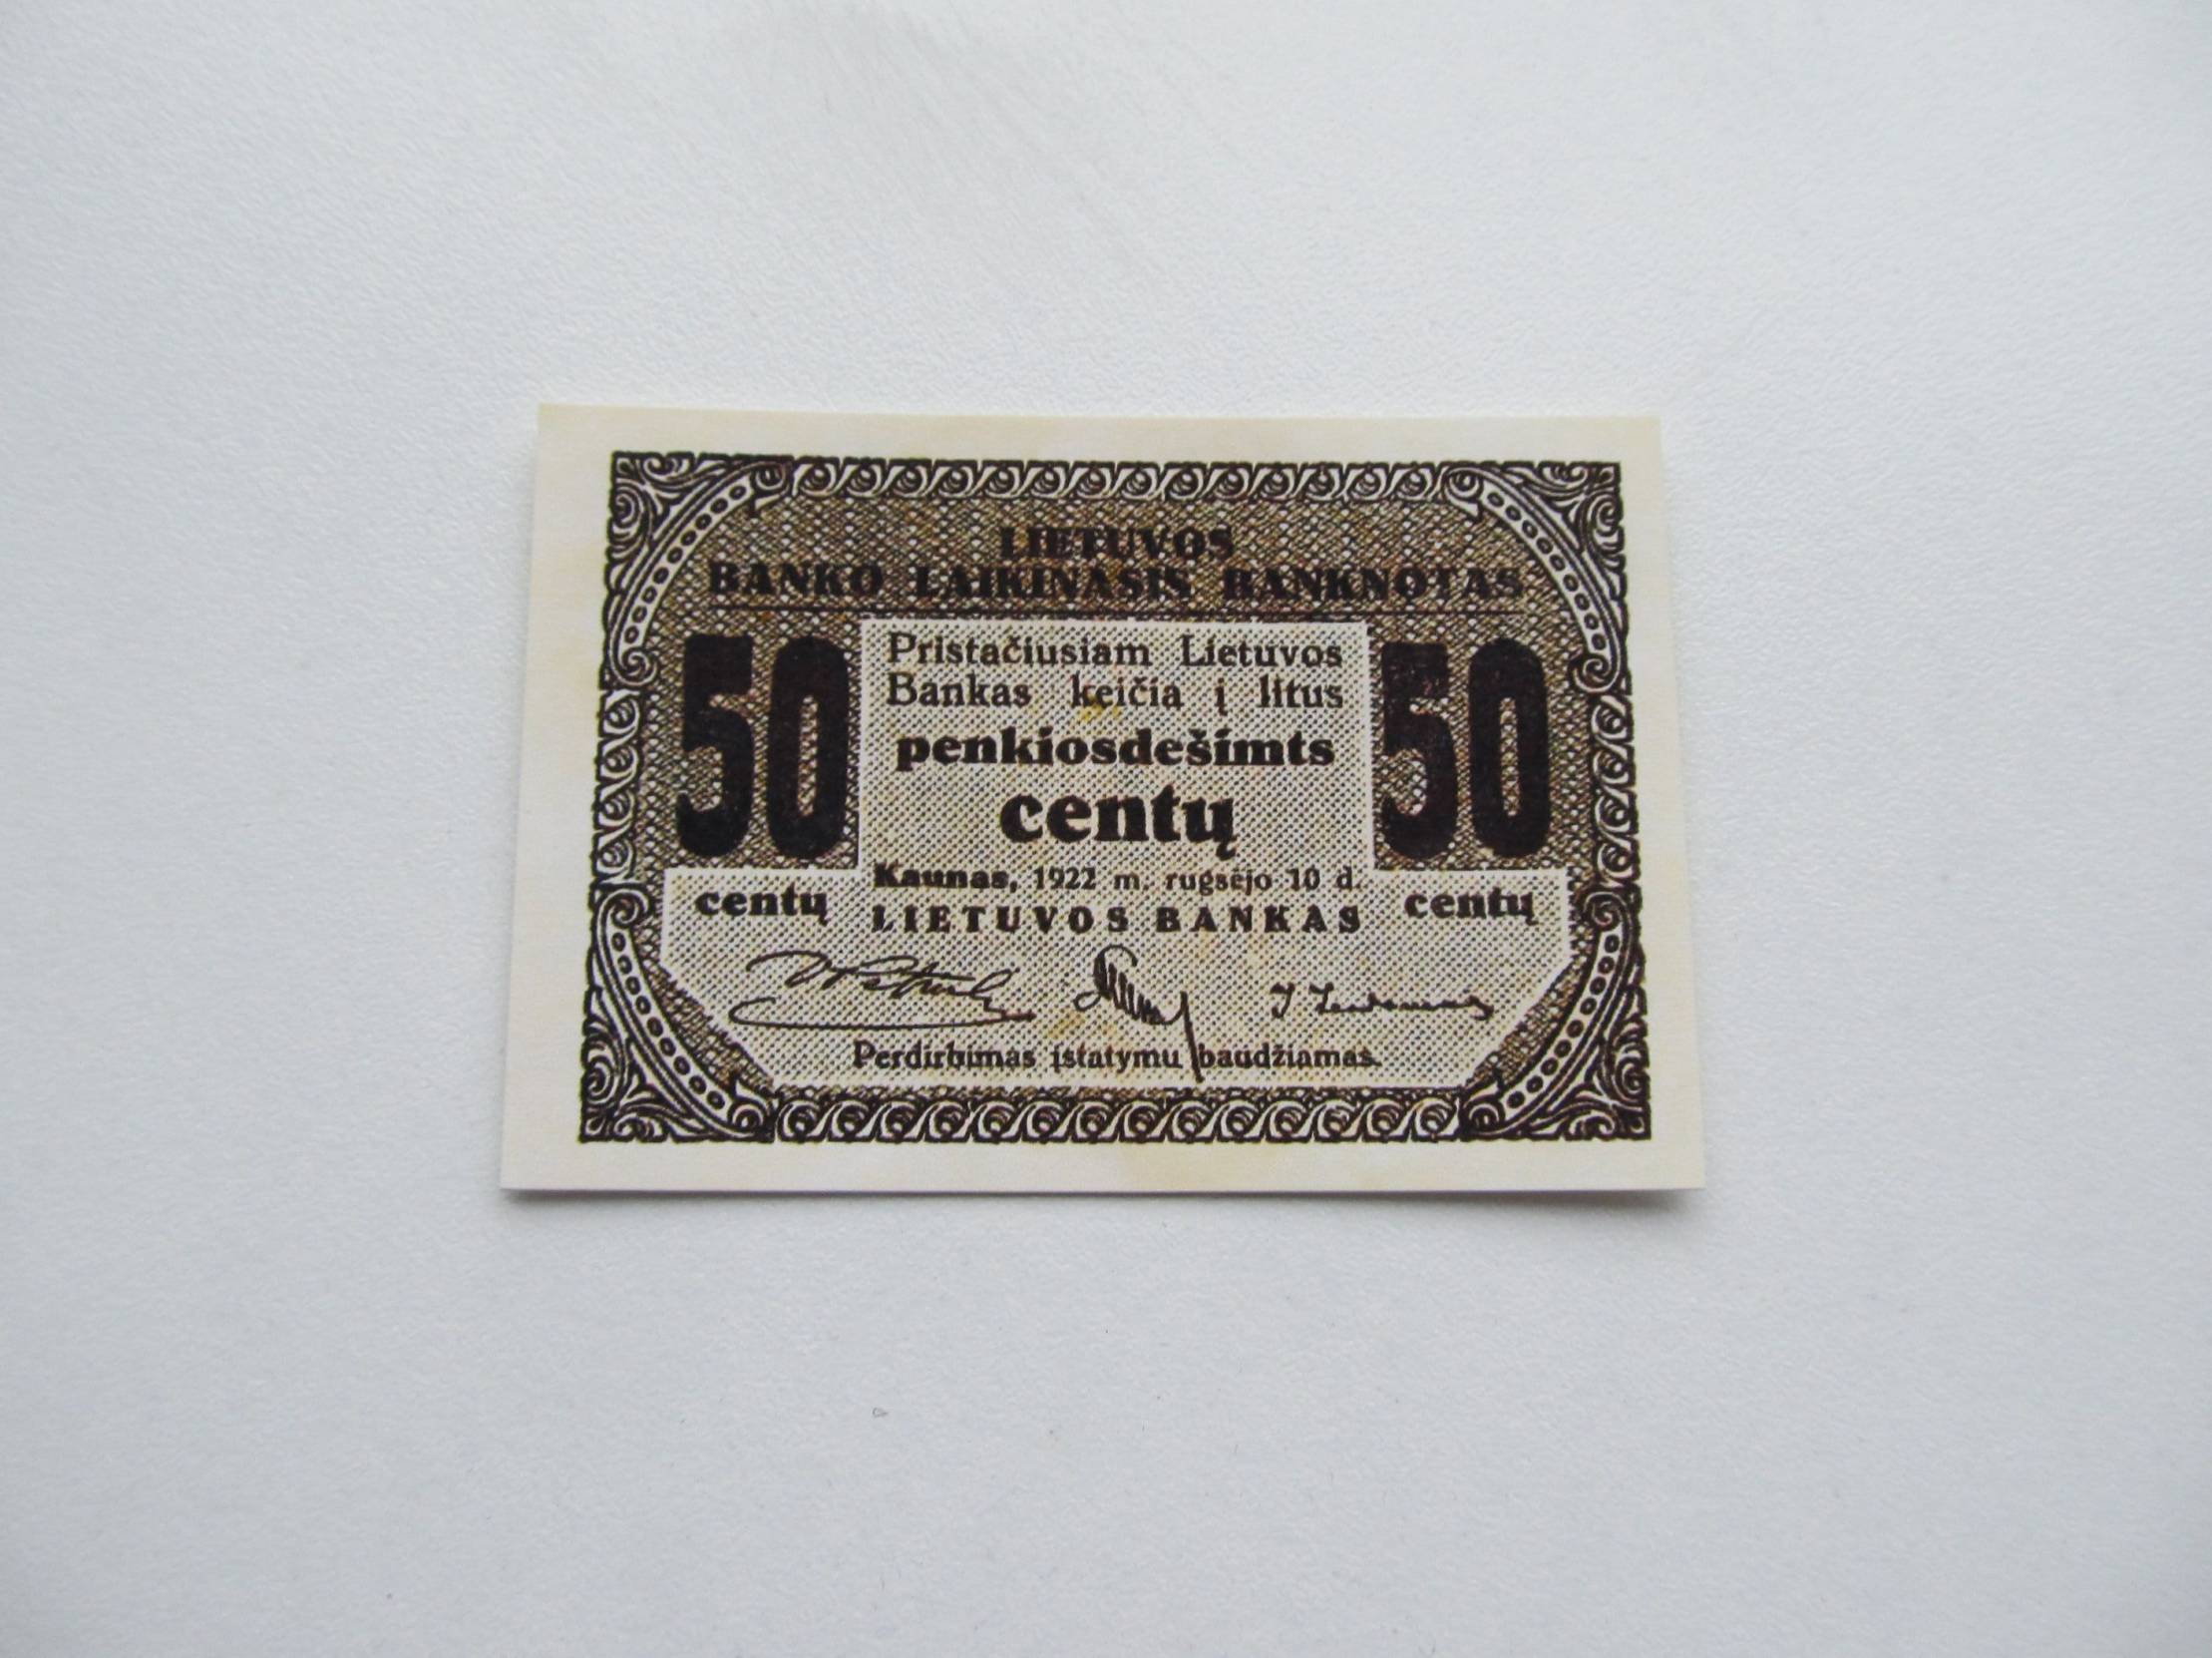 LIETUVOS
BANKO LAIKINASIS BANKNOTAS
50
Pristačiusiam Lietuvos
Bankas keičia į litus
penkiosdešimts
centų
50
centų
Kaunas, 1922 m. rugsėjo 10 d.
LIETUVOS BANKAS
centų
Perdirbimas įstatymu baudžiamas.